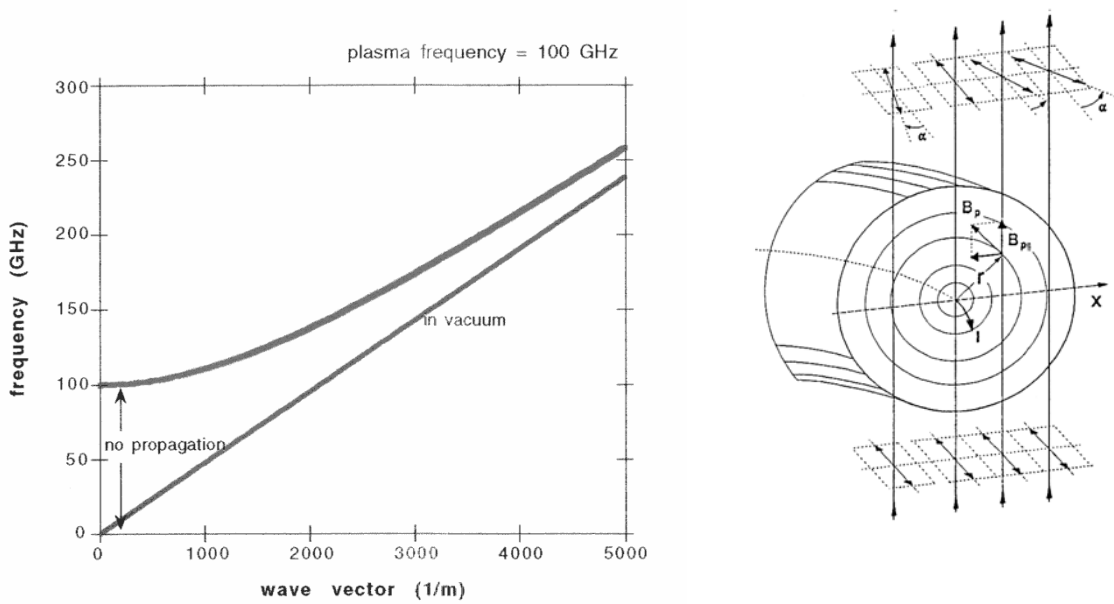 plasma frequency = 100 GHz
300
250
200
150
100
50
0
frequency (GHz)
in vacuum
no propagation
0 1000 2000 3000 4000 5000
wave vector (1/m)
α
α
Bp
r
I
x